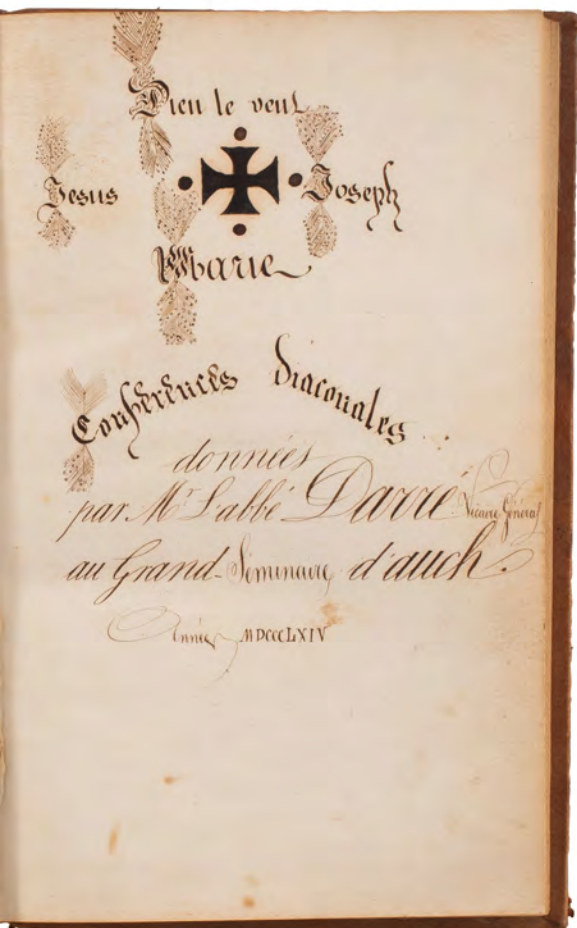 Dieu le veut
Jesus Joseph
Marie
Conférences Diaconales
données
par Mr L'abbé Darré Vicaire Général
au Grand-Séminaire d'auch.
Année MDCCCLXIV